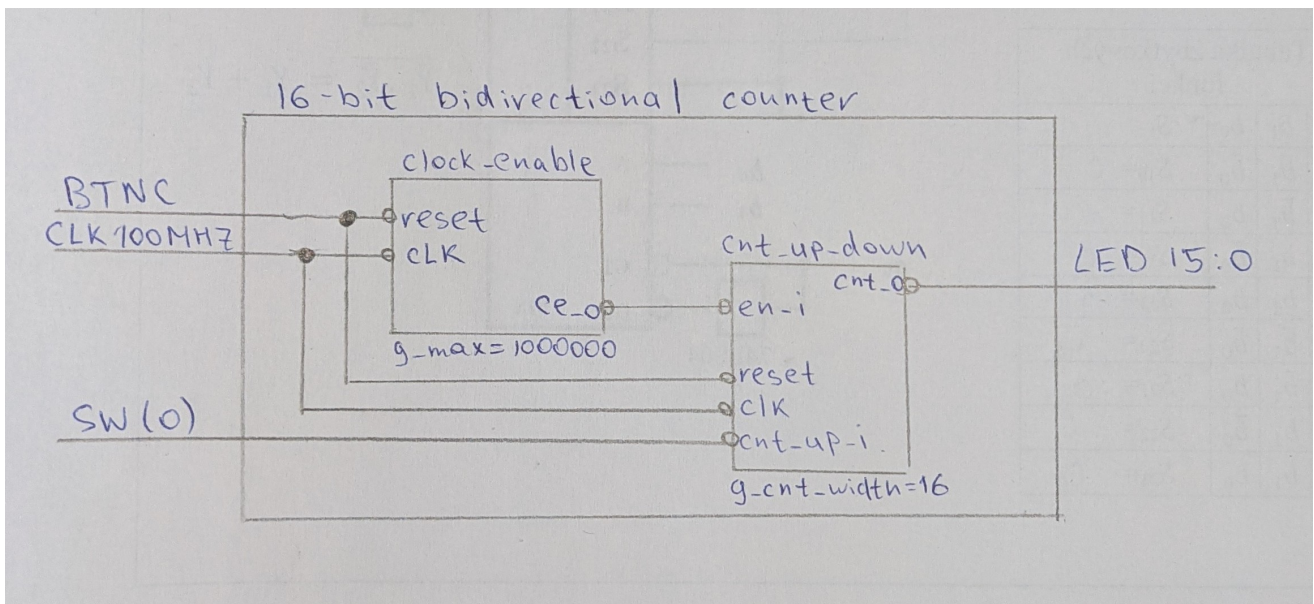 16-bit bidirectional counter
clock_enable
BTNC
reset
CLK100MHZ
CLK
cnt_up_down
LED 15:0
cnt_o
ce_o
en_i
g_max=1000000
reset
SW(0)
clk
cnt_up_i
g_cnt_width=16